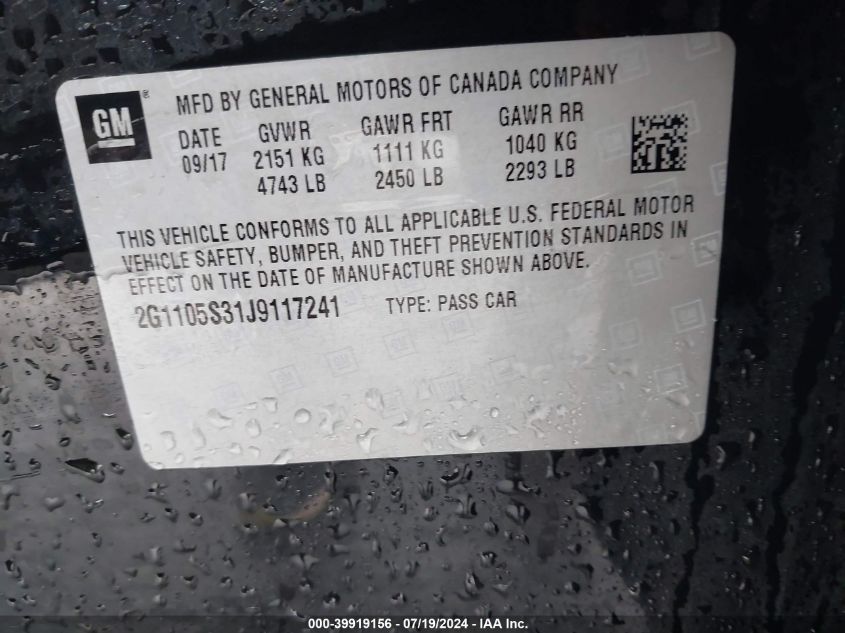 GM ®
MFD BY GENERAL MOTORS OF CANADA COMPANY
DATE GVWR GAWR FRT GAWR RR
09/17 2151 KG 1111 KG 1040 KG
4743 LB 2450 LB 2293 LB
THIS VEHICLE CONFORMS TO ALL APPLICABLE U.S. FEDERAL MOTOR
VEHICLE SAFETY, BUMPER, AND THEFT PREVENTION STANDARDS IN
EFFECT ON THE DATE OF MANUFACTURE SHOWN ABOVE.
2G1105S31J9117241 TYPE: PASS CAR
000-39919156 - 07/19/2024 - IAA Inc.